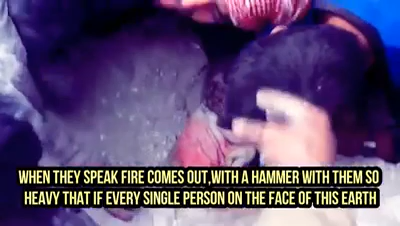 WHEN THEY SPEAK FIRE COMES OUT,WITH A HAMMER WITH THEM SO
HEAVY THAT IF EVERY SINGLE PERSON ON THE FACE OF THIS EARTH